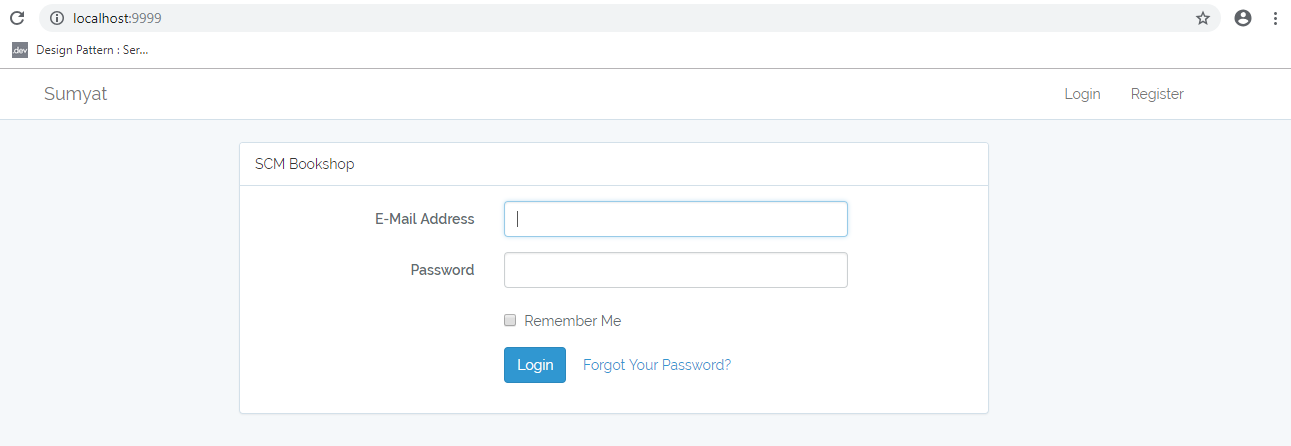 localhost:9999
.dev Design Pattern : Ser...
Sumyat Login Register
SCM Bookshop
E-Mail Address
Password
Remember Me
Login Forgot Your Password?